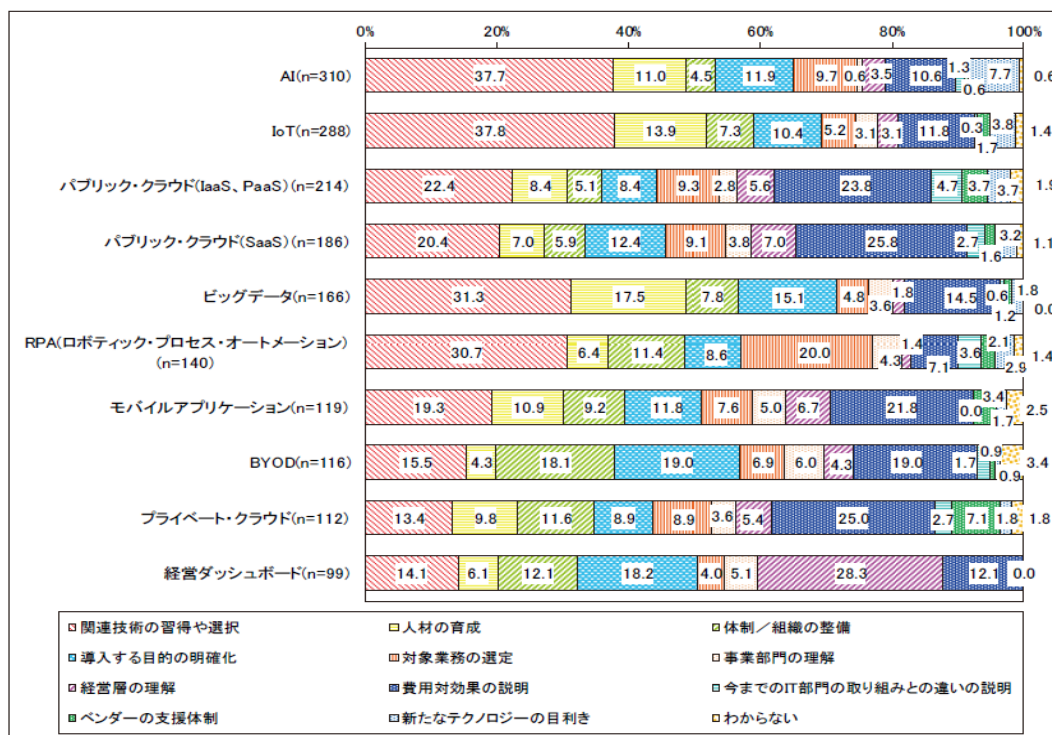 0% 20% 40% 60% 80% 100%
AI(n=310) 37.7 11.0 4.5 11.9 9.7 0.6 3.5 10.6 1.3 0.6 7.7 0.6
IoT(n=288) 37.8 13.9 7.3 10.4 5.2 3.1 3.1 11.8 0.3 1.7 3.8 1.4
パブリック・クラウド(IaaS、PaaS)(n=214) 22.4 8.4 5.1 8.4 9.3 2.8 5.6 23.8 4.7 3.7 3.7 1.9
パブリック・クラウド(SaaS)(n=186) 20.4 7.0 5.9 12.4 9.1 3.8 7.0 25.8 2.7 1.6 3.2 1.1
ビッグデータ(n=166) 31.3 17.5 7.8 15.1 4.8 3.6 1.8 14.5 0.6 1.2 1.8 0.0
RPA(ロボティック・プロセス・オートメーション)
(n=140) 30.7 6.4 11.4 8.6 20.0 4.3 1.4 7.1 3.6 2.1 2.9 1.4
モバイルアプリケーション(n=119) 19.3 10.9 9.2 11.8 7.6 5.0 6.7 21.8 0.0 3.4 1.7 2.5
BYOD(n=116) 15.5 4.3 18.1 19.0 6.9 6.0 4.3 19.0 1.7 0.9 0.9 3.4
プライベート・クラウド(n=112) 13.4 9.8 11.6 8.9 8.9 3.6 5.4 25.0 2.7 7.1 1.8 1.8
経営ダッシュボード(n=99) 14.1 6.1 12.1 18.2 4.0 5.1 28.3 12.1 0.0
関連技術の習得や選択 人材の育成 体制／組織の整備
導入する目的の明確化 対象業務の選定 事業部門の理解
経営層の理解 費用対効果の説明 今までのIT部門の取り組みとの違いの説明
ベンダーの支援体制 新たなテクノロジーの目利き わからない